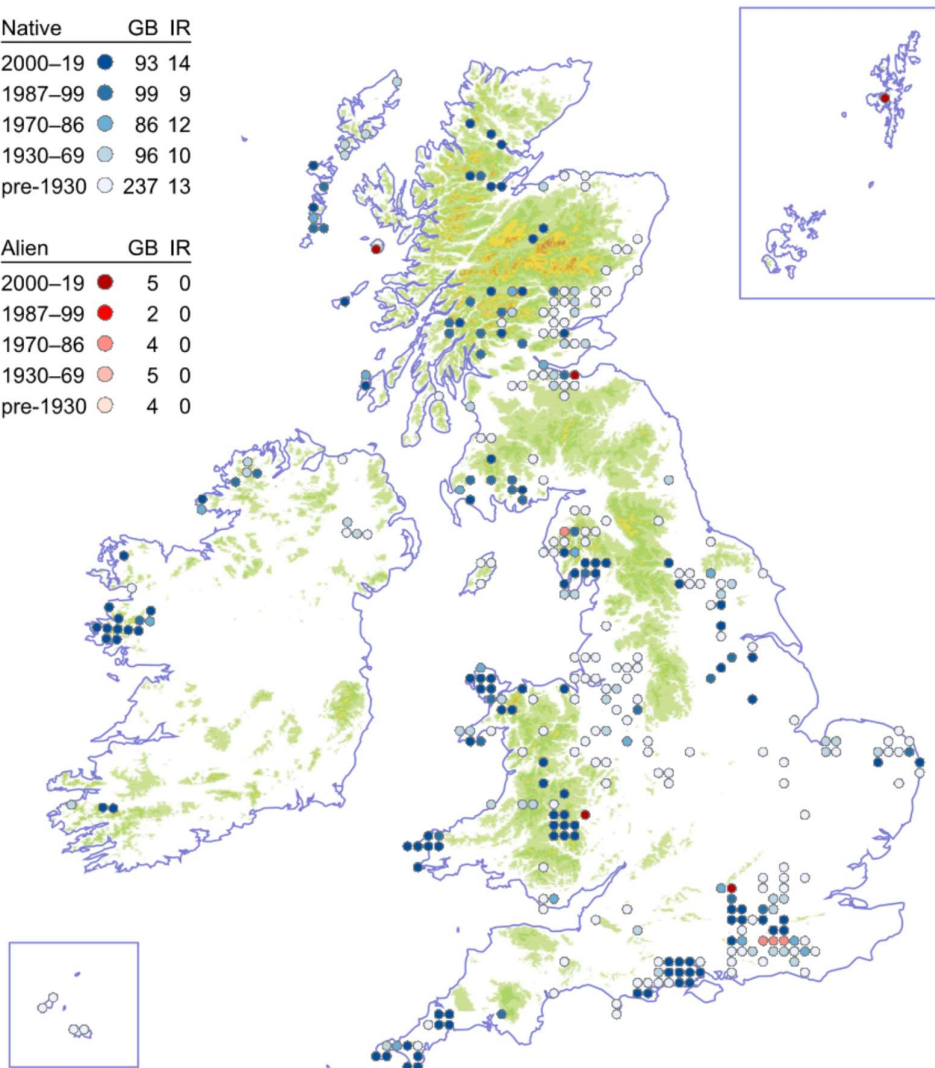 Native GB IR
2000–19 93 14
1987–99 99 9
1970–86 86 12
1930–69 96 10
pre-1930 237 13
Alien GB IR
2000–19 5 0
1987–99 2 0
1970–86 4 0
1930–69 5 0
pre-1930 4 0